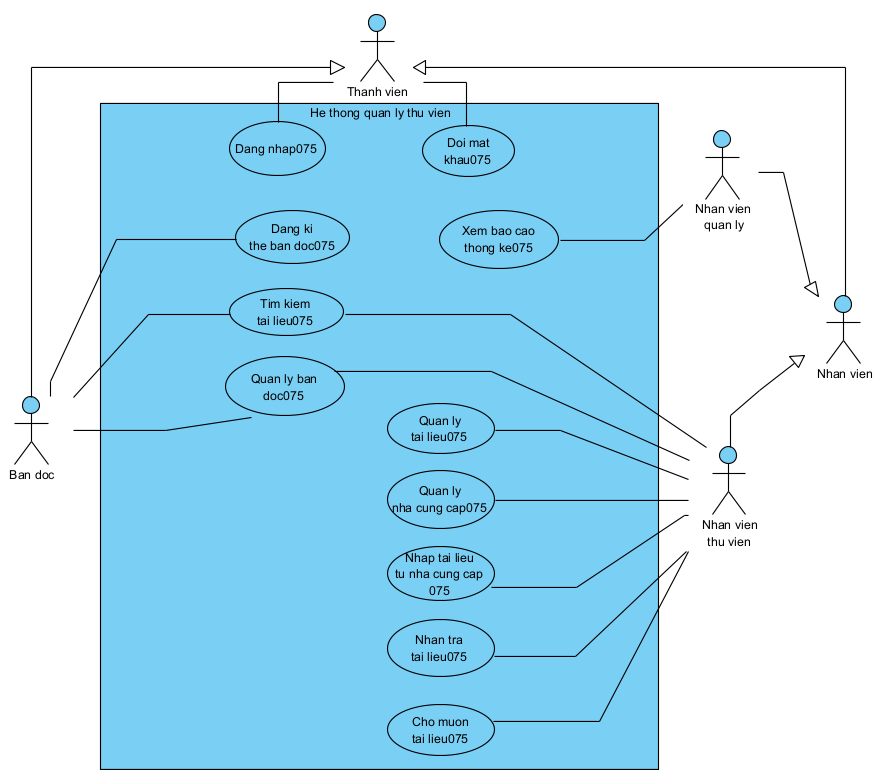 Thanh vien
He thong quan ly thu vien
Dang nhap075
Doi mat
khau075
Dang ki
the ban doc075
Xem bao cao
thong ke075
Nhan vien
quan ly
Tim kiem
tai lieu075
Nhan vien
Quan ly ban
doc075
Ban doc
Quan ly
tai lieu075
Quan ly
nha cung cap075
Nhan vien
thu vien
Nhap tai lieu
tu nha cung cap
075
Nhan tra
tai lieu075
Cho muon
tai lieu075